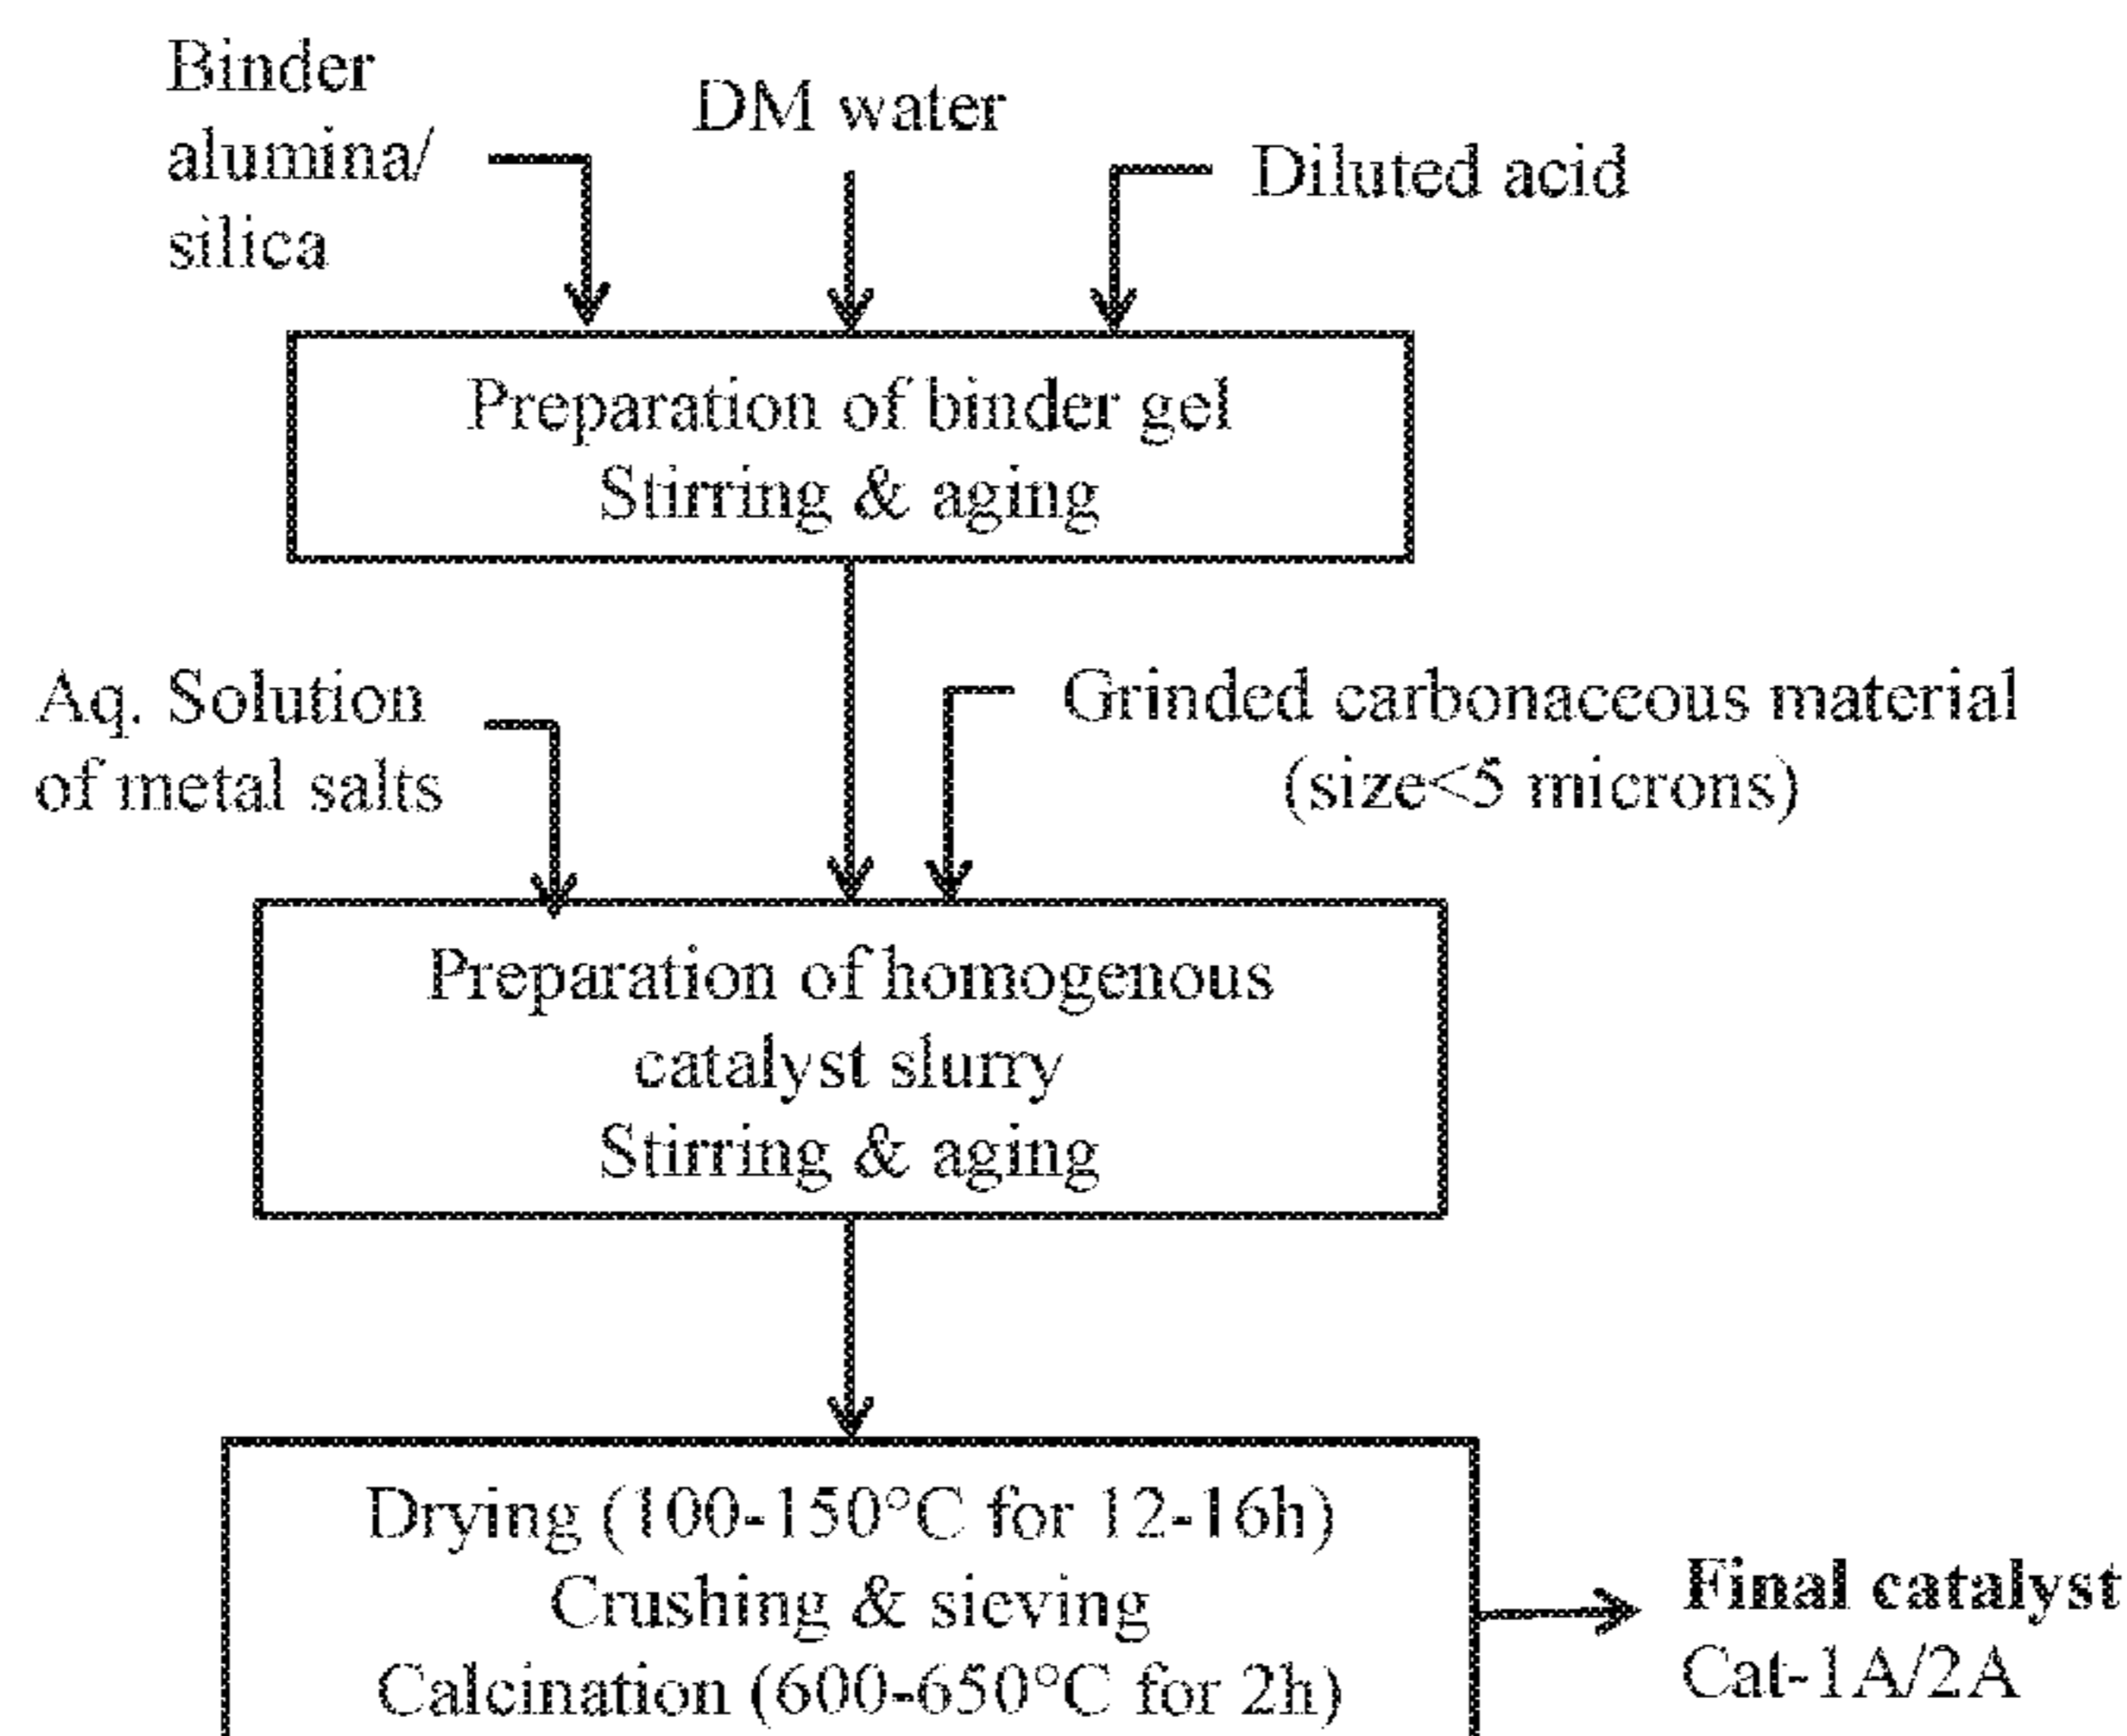 Binder
alumina/
silica
DM water
Diluted acid
Preparation of binder gel
Stirring & aging
Aq. Solution
of metal salts
Grinded carbonaceous material
(size<5 microns)
Preparation of homogenous
catalyst slurry
Stirring & aging
Drying (100-150°C for 12-16h)
Crushing & sieving
Calcination (600-650°C for 2h)
Final catalyst
Cat-1A/2A